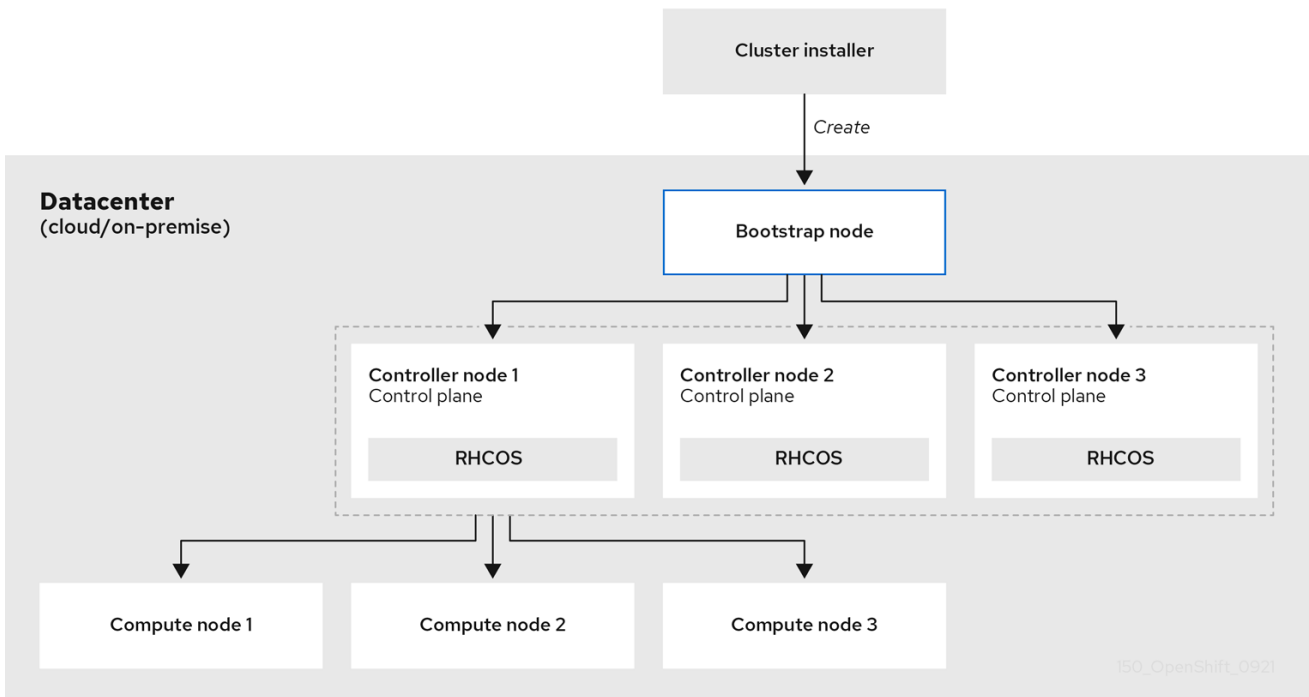 Cluster installer
Create
Datacenter
(cloud/on-premise)
Bootstrap node
Controller node 1
Control plane
RHCOS
Controller node 2
Control plane
RHCOS
Controller node 3
Control plane
RHCOS
Compute node 1
Compute node 2
Compute node 3
150_OpenShift_0921